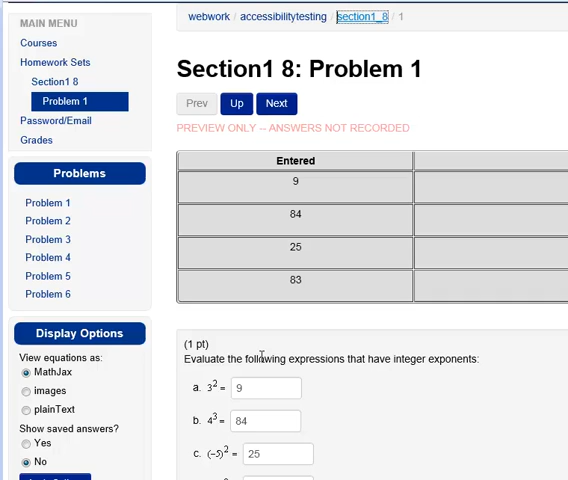 MAIN MENU
Courses
Homework Sets
Section1 8
Problem 1
Password/Email
Grades
Problems
Problem 1
Problem 2
Problem 3
Problem 4
Problem 5
Problem 6
Display Options
View equations as:
MathJax
images
plainText
Show saved answers?
Yes
No
webwork / accessibilitytesting / section1_8 / 1
Section1 8: Problem 1
Prev Up Next
PREVIEW ONLY -- ANSWERS NOT RECORDED
Entered
9
84
25
83
(1 pt)
Evaluate the following expressions that have integer exponents:
a. 3² = 9
b. 4³ = 84
c. (−5)² = 25